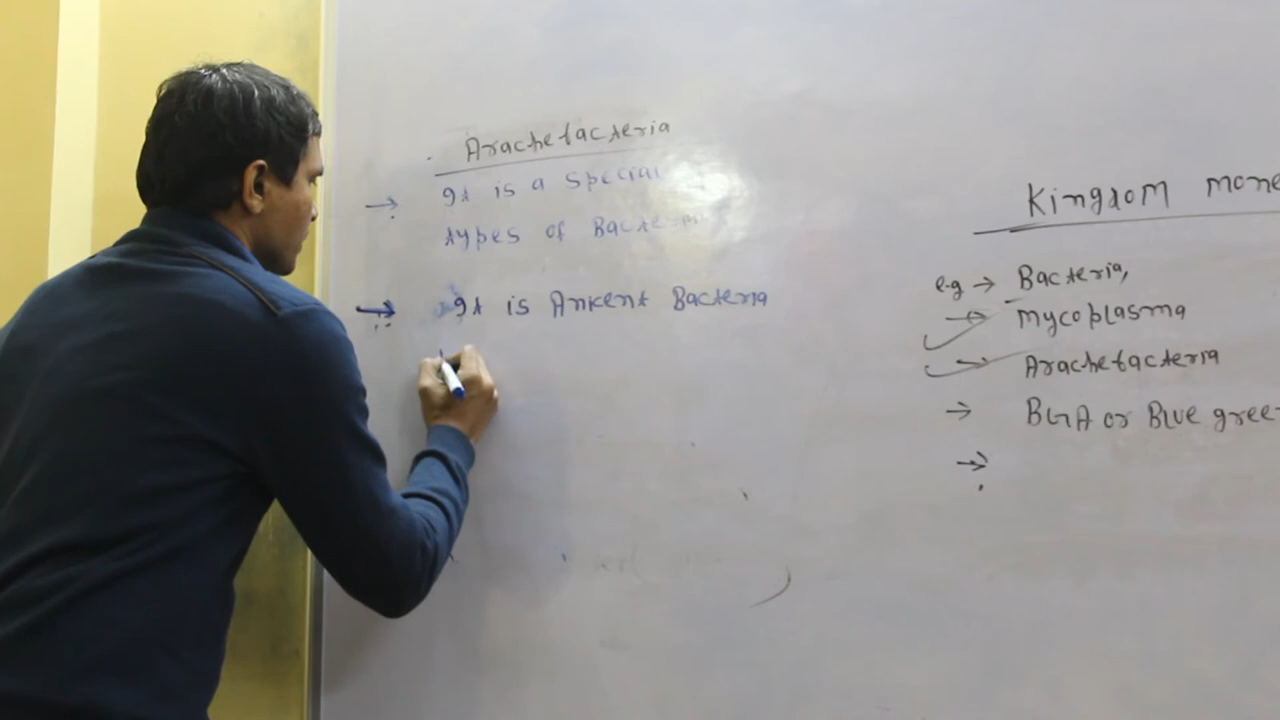 Arachebacteria
→ It is a special
types of Bacteria
→ It is Ankent Bacteria
Kingdom mone
e.g → Bacteria,
→ mycoplasma
→ Arachebacteria
→ BGA or Blue gree
→